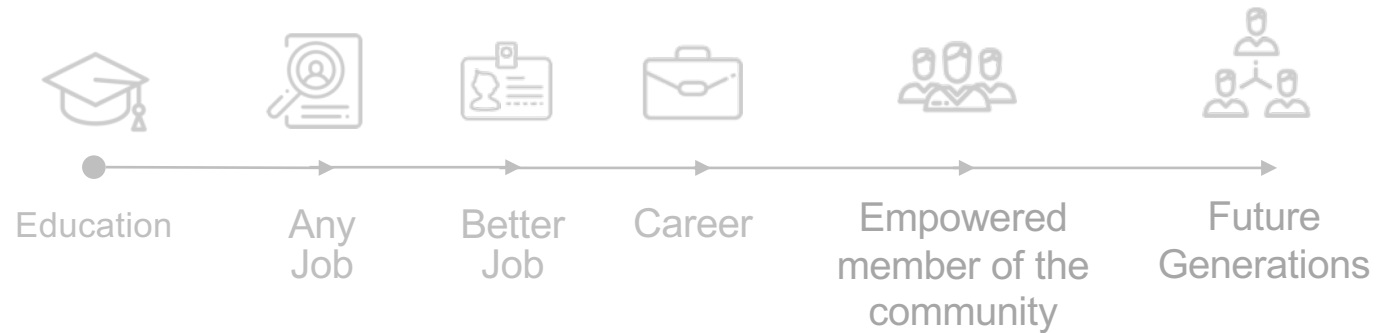 Education
Any
Job
Better
Job
Career
Empowered
member of the
community
Future
Generations